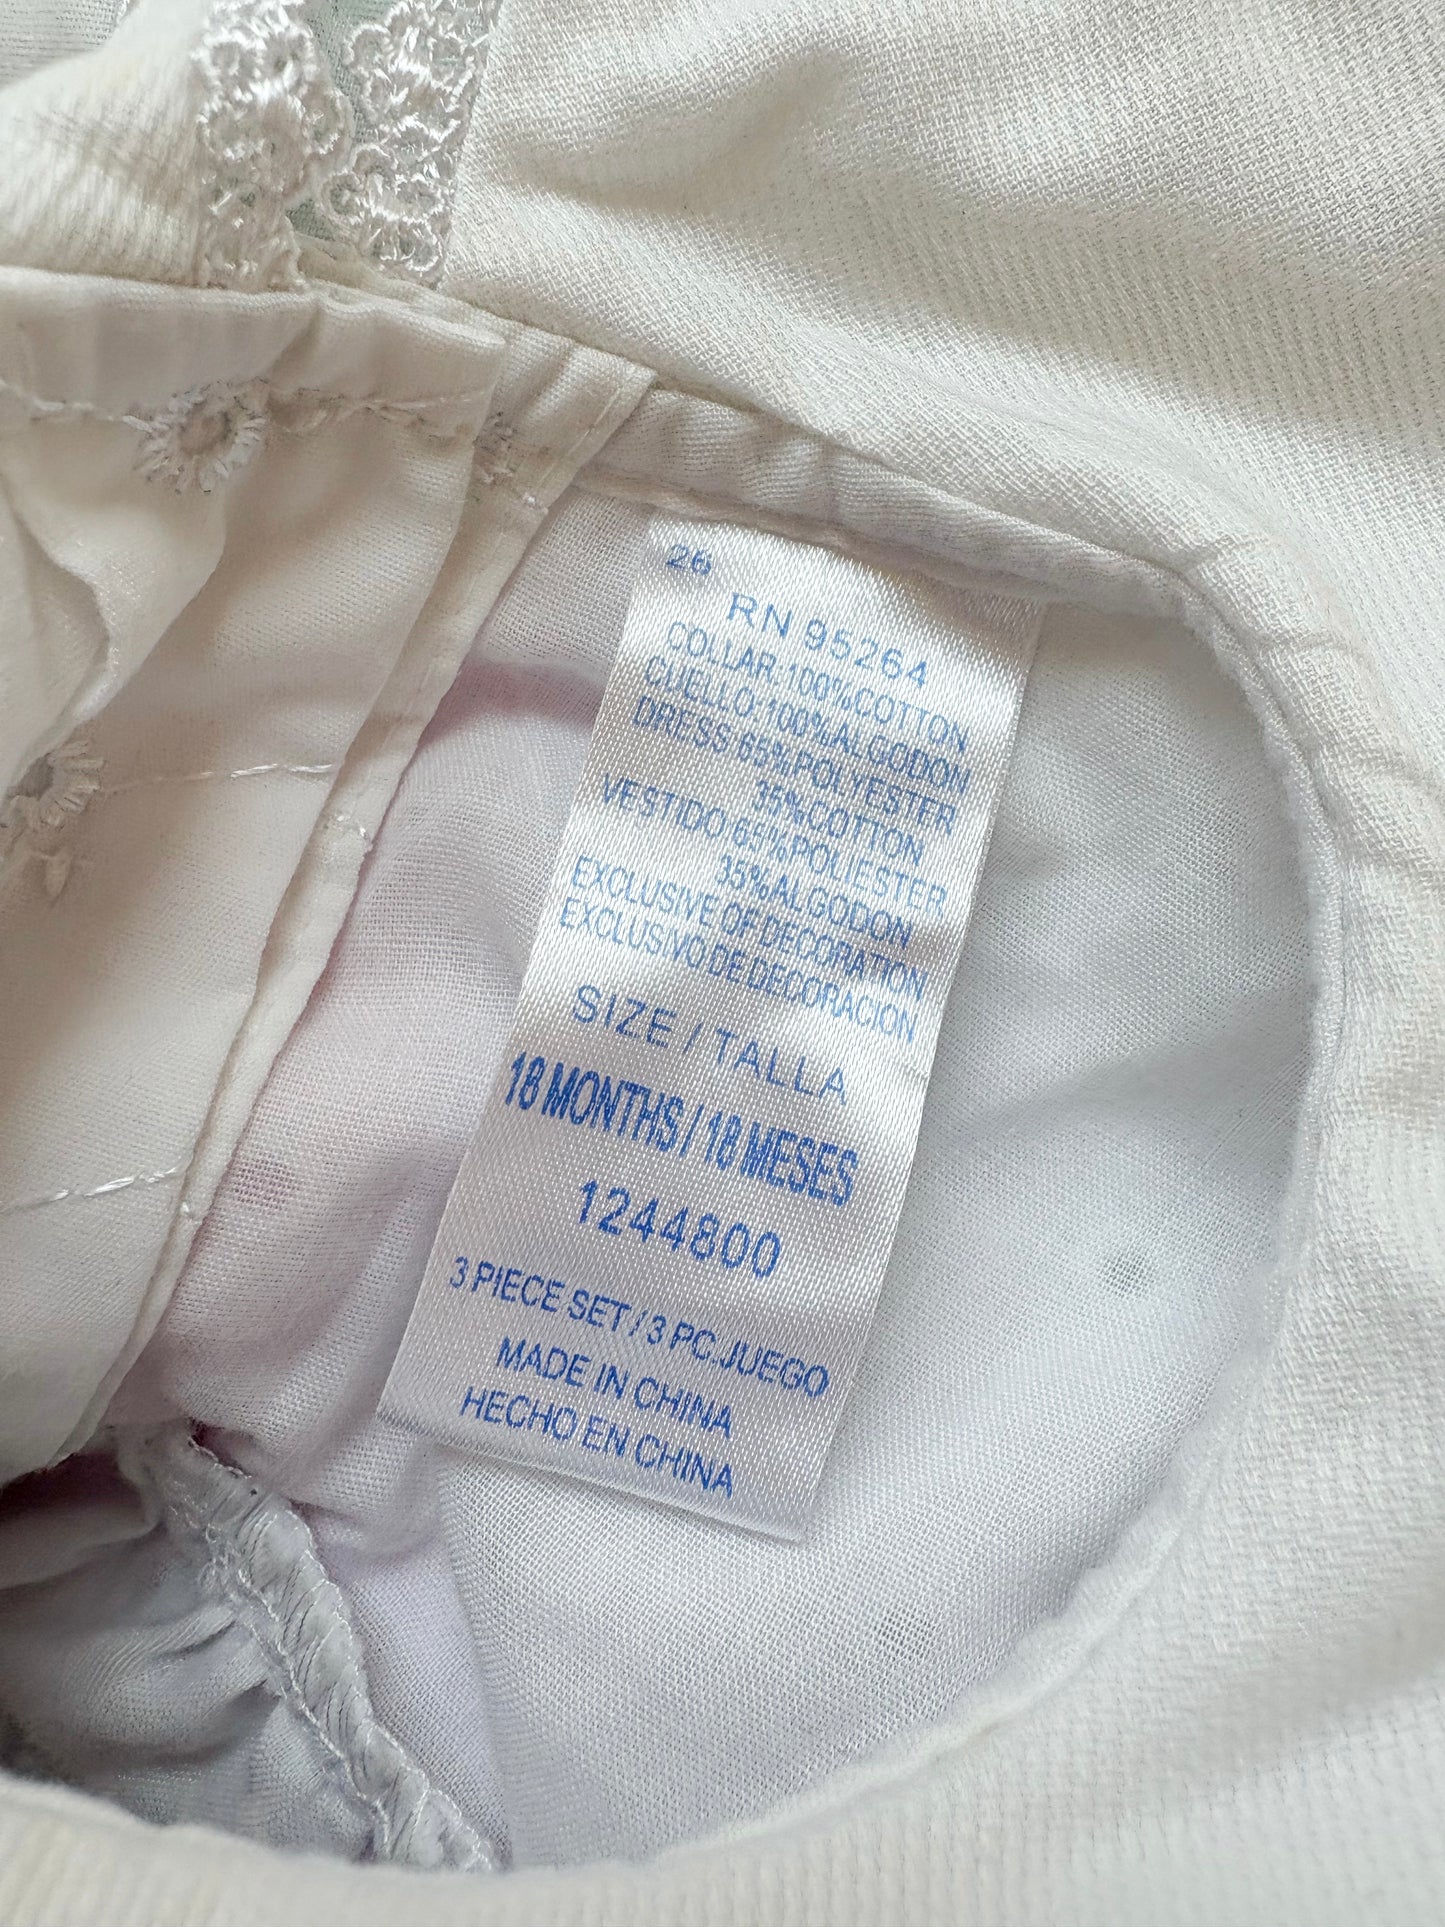 26
RN 95264
COLLAR:100%COTTON
CUELLO:100%ALGODON
DRESS:65%POLYESTER
35%COTTON
VESTIDO:65%POLIESTER
35%ALGODON
EXCLUSIVE OF DECORATION
EXCLUSIVO DE DECORACION
SIZE / TALLA
18 MONTHS / 18 MESES
1244800
3 PIECE SET / 3 PC.JUEGO
MADE IN CHINA
HECHO EN CHINA